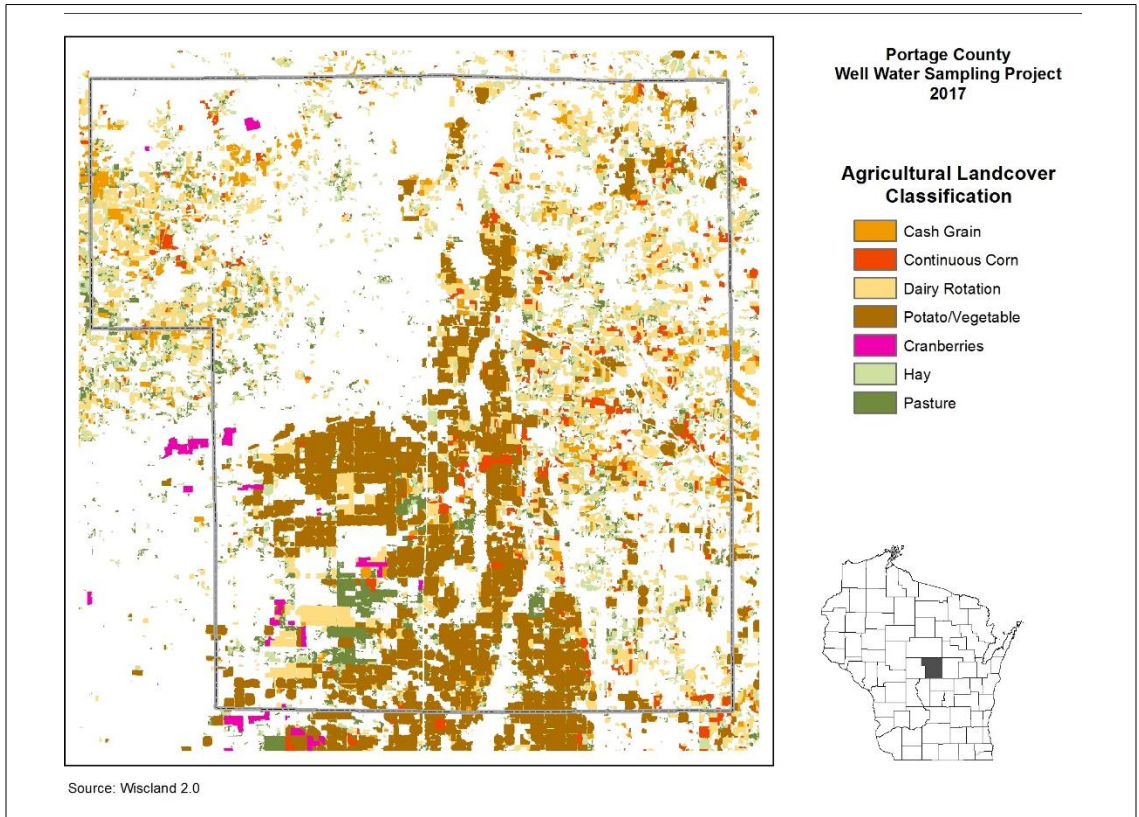 Portage County
Well Water Sampling Project
2017
Agricultural Landcover
Classification
Cash Grain
Continuous Corn
Dairy Rotation
Potato/Vegetable
Cranberries
Hay
Pasture
Source: Wiscland 2.0